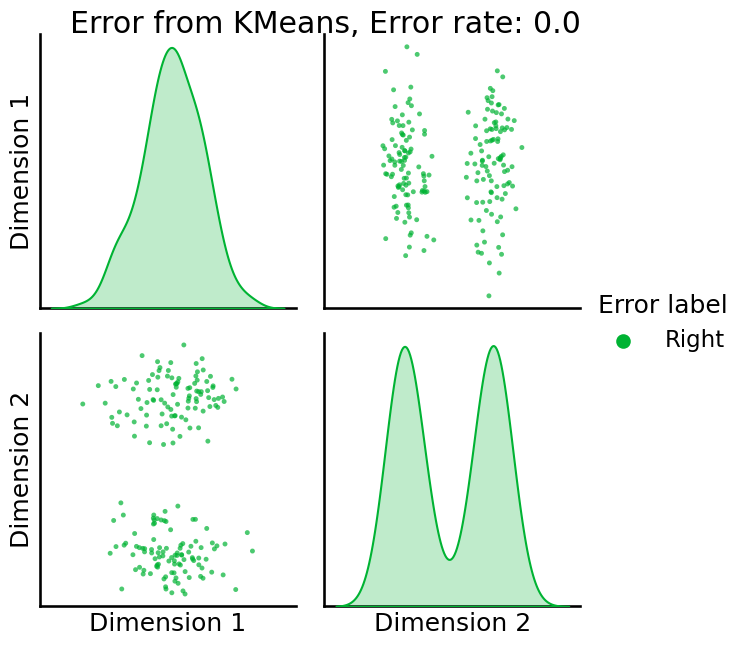 Error from KMeans, Error rate: 0.0
Dimension 1
Error label
Right
Dimension 2
Dimension 1
Dimension 2